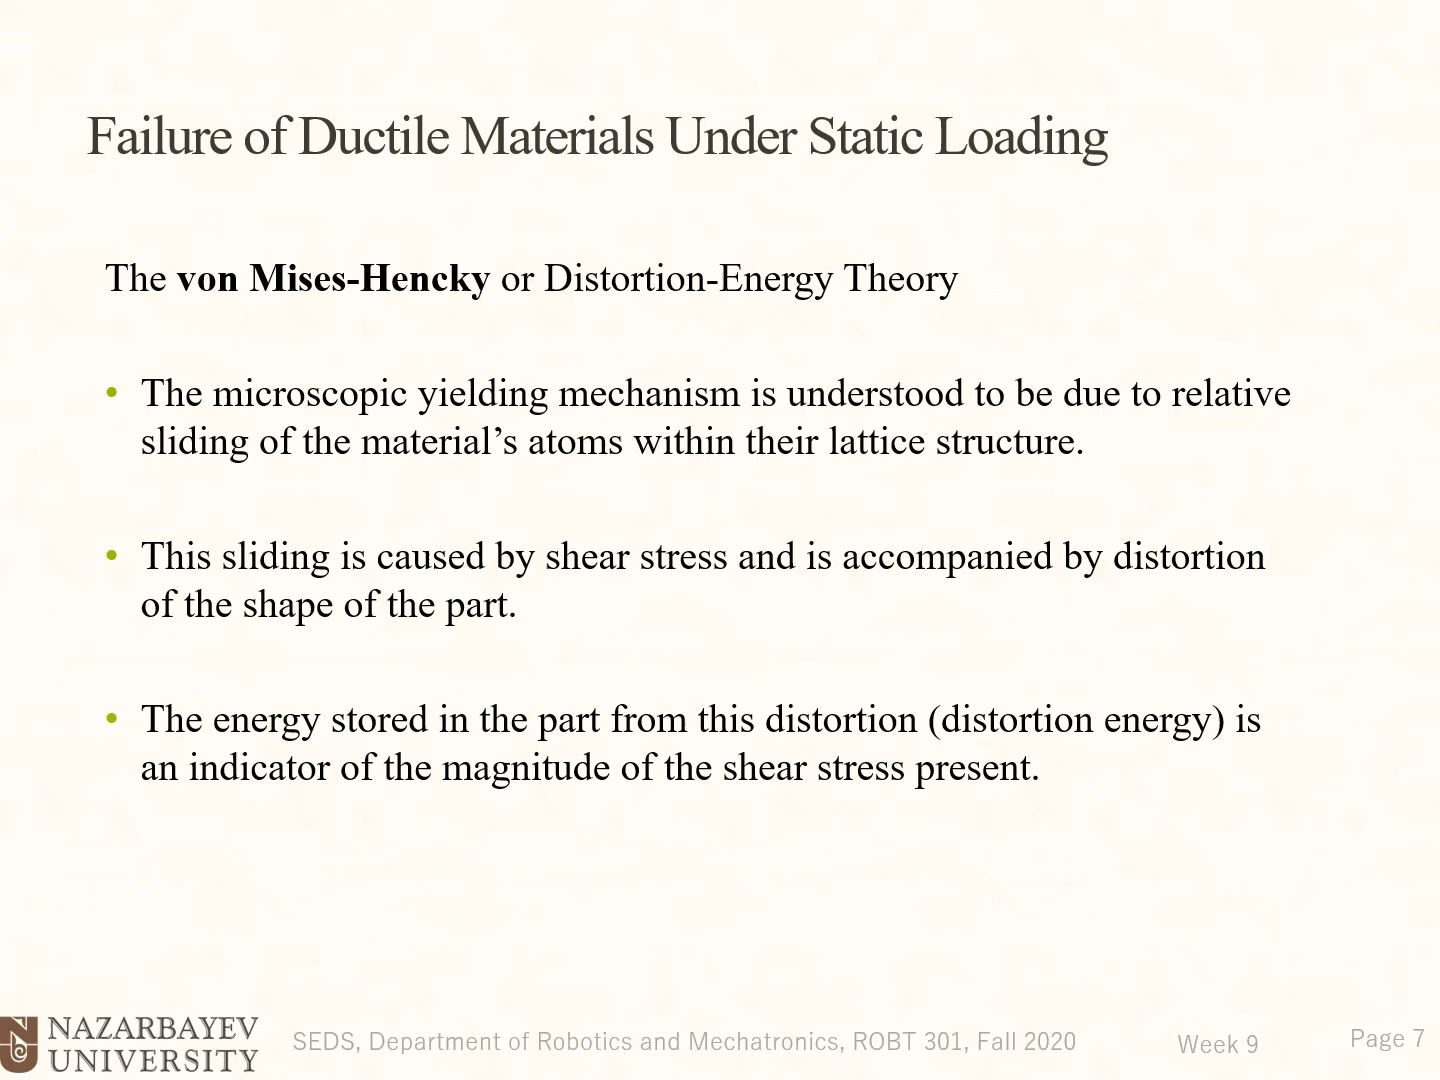 Failure of Ductile Materials Under Static Loading
The von Mises-Hencky or Distortion-Energy Theory
• The microscopic yielding mechanism is understood to be due to relative
sliding of the material’s atoms within their lattice structure.
• This sliding is caused by shear stress and is accompanied by distortion
of the shape of the part.
• The energy stored in the part from this distortion (distortion energy) is
an indicator of the magnitude of the shear stress present.
NAZARBAYEV
UNIVERSITY
SEDS, Department of Robotics and Mechatronics, ROBT 301, Fall 2020
Week 9
Page 7